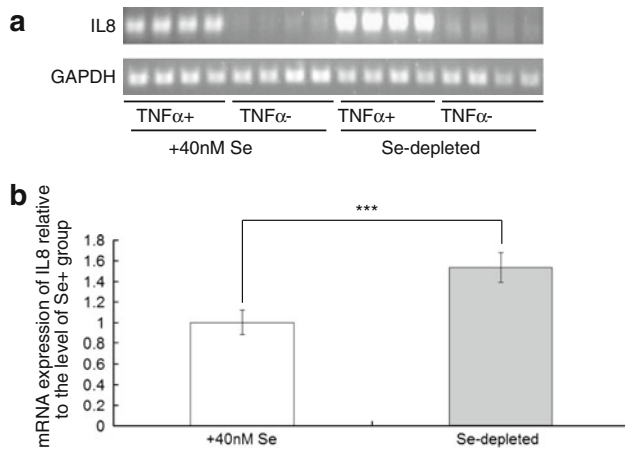 a
IL8
GAPDH
TNFα+ TNFα- TNFα+ TNFα-
+40nM Se Se-depleted
b
***
mRNA expression of IL8 relative
to the level of Se+ group
1.8
1.6
1.4
1.2
1
0.8
0.6
0.4
0.2
0
+40nM Se Se-depleted